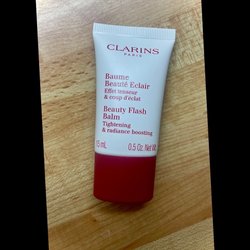 CLARINS
PARIS
Baume
Beauté Eclair
Effet tenseur
& coup d'éclat
Beauty Flash
Balm
Tightening
& radiance boosting
15 mL 0.5 Oz. Net Wt.